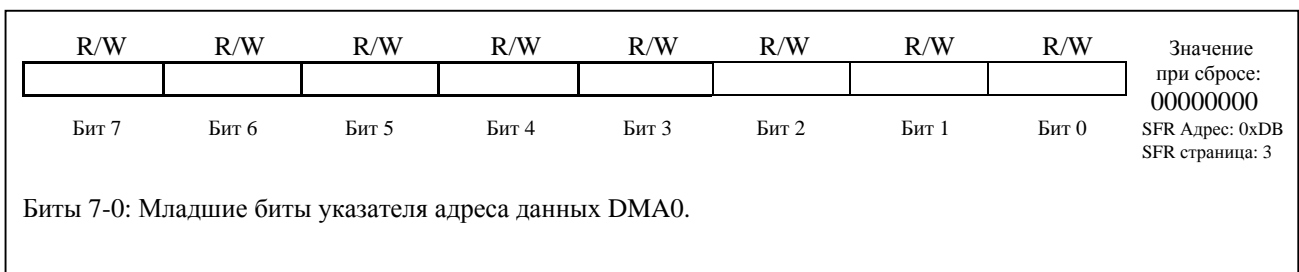 R/W R/W R/W R/W R/W R/W R/W R/W
Значение
при сбросе:
00000000
Бит 7 Бит 6 Бит 5 Бит 4 Бит 3 Бит 2 Бит 1 Бит 0
SFR Адрес: 0xDB
SFR страница: 3
Биты 7-0: Младшие биты указателя адреса данных DMA0.